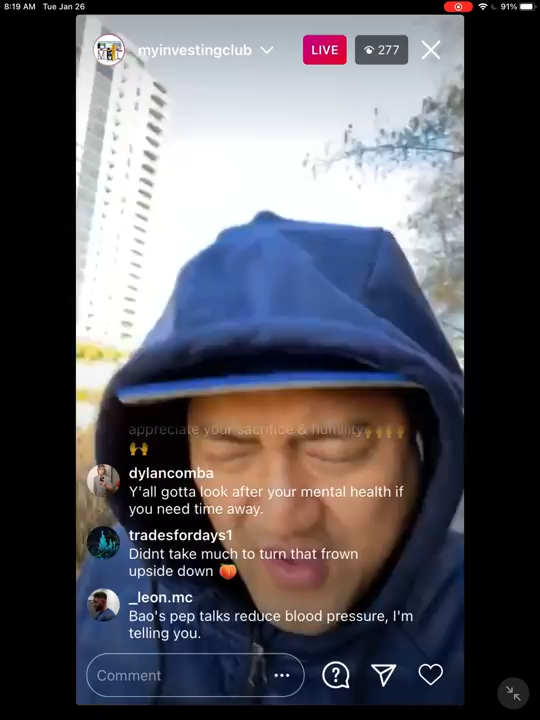 8:19 AM Tue Jan 26
91%
myinvestingclub
LIVE
277
appreciate your sacrifice & humility🙌🙌🙌
🙌
dylancomba
Y'all gotta look after your mental health if
you need time away.
tradesfordays1
Didnt take much to turn that frown
upside down 🍑
_leon.mc
Bao's pep talks reduce blood pressure, I'm
telling you.
Comment